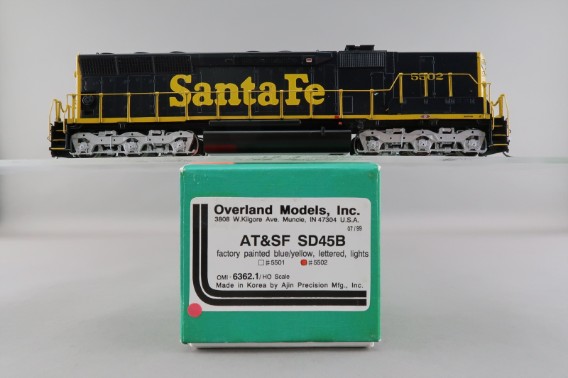 Santa Fe
5502
Overland Models, Inc.
3808 W.Kilgore Ave. Muncie, IN 47304 U.S.A.
07/99
AT&SF SD45B
factory painted blue/yellow, lettered, lights
#5501 #5502
OMI - 6362.1/HO Scale
Made in Korea by Ajin Precision Mfg., Inc.